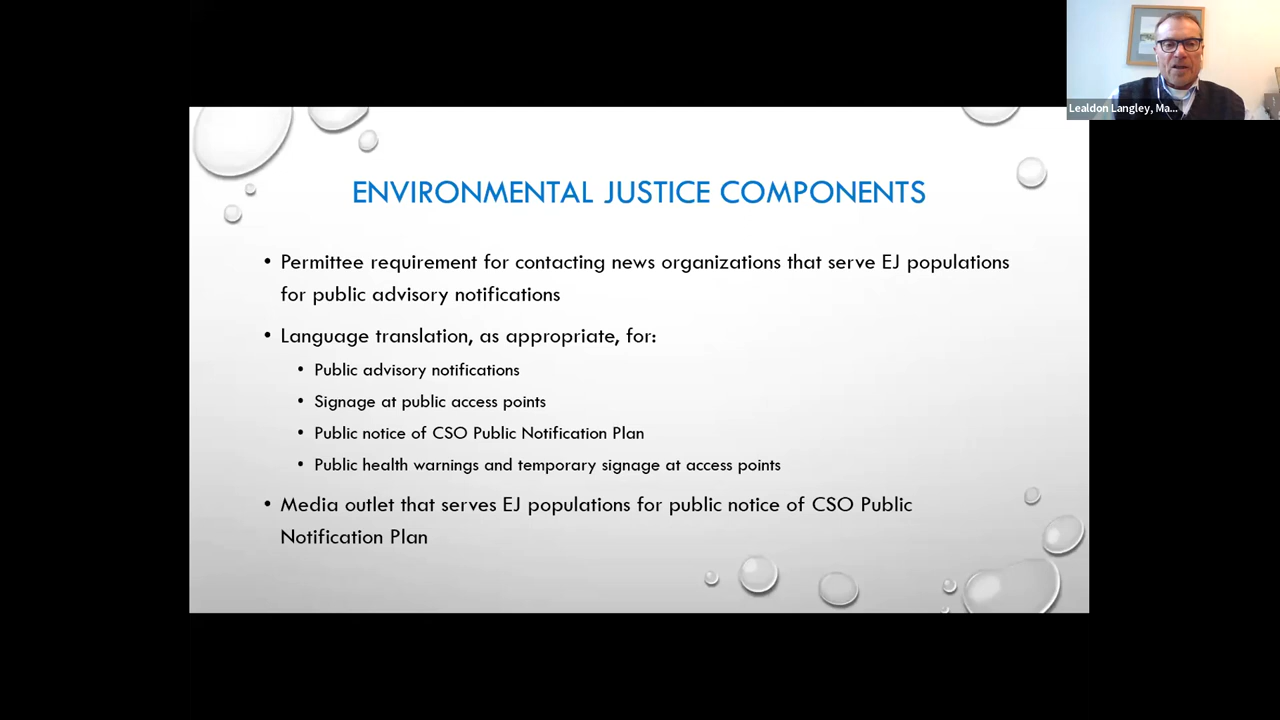 Lealdon Langley, Ma...
ENVIRONMENTAL JUSTICE COMPONENTS
• Permittee requirement for contacting news organizations that serve EJ populations
for public advisory notifications
• Language translation, as appropriate, for:
• Public advisory notifications
• Signage at public access points
• Public notice of CSO Public Notification Plan
• Public health warnings and temporary signage at access points
• Media outlet that serves EJ populations for public notice of CSO Public
Notification Plan